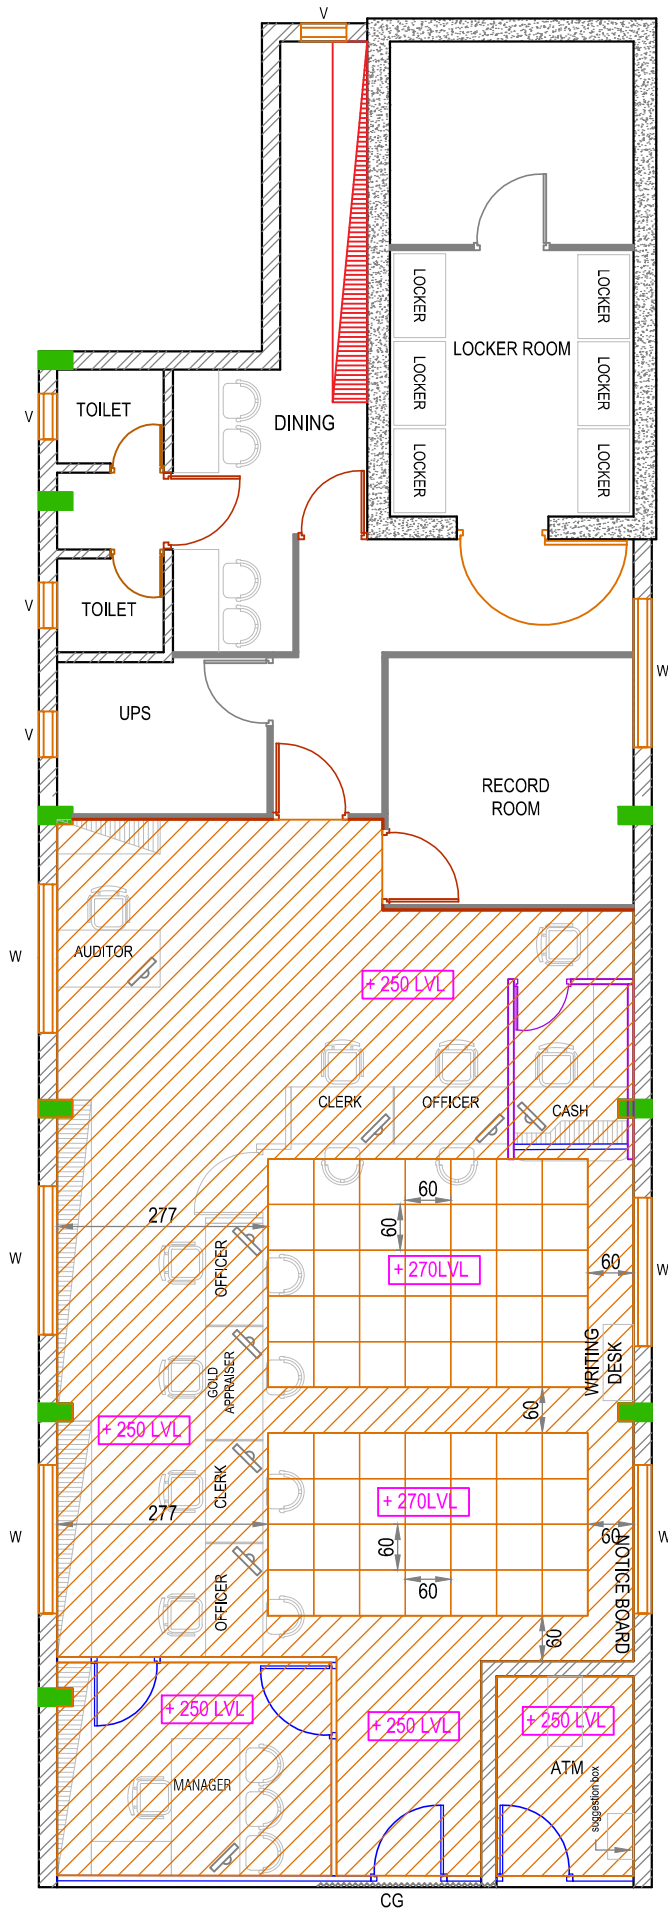 V
LOCKER
LOCKER
LOCKER ROOM
LOCKER
LOCKER
TOILET
V
DINING
LOCKER
LOCKER
V
TOILET
W
UPS
V
RECORD
ROOM
AUDITOR
W
+ 250 LVL
CLERK
OFFICER
CASH
60
277
60
OFFICER
+ 270LVL
60
W
W
WRITING
DESK
GOLD
APPRAISER
60
+ 250 LVL
CLERK
+ 270LVL
277
60
60
W
W
NOTICE BOARD
60
OFFICER
60
+ 250 LVL
+ 250 LVL
+ 250 LVL
MANAGER
ATM
suggestion box
CG